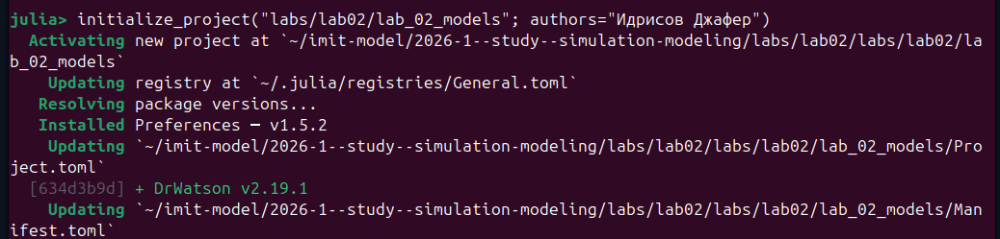 julia> initialize_project("labs/lab02/lab_02_models"; authors="Идрисов Джафер")
  Activating new project at `~/imit-model/2026-1--study--simulation-modeling/labs/lab02/labs/lab02/la
b_02_models`
    Updating registry at `~/.julia/registries/General.toml`
   Resolving package versions...
   Installed Preferences ─ v1.5.2
    Updating `~/imit-model/2026-1--study--simulation-modeling/labs/lab02/labs/lab02/lab_02_models/Pro
ject.toml`
  [634d3b9d] + DrWatson v2.19.1
    Updating `~/imit-model/2026-1--study--simulation-modeling/labs/lab02/labs/lab02/lab_02_models/Man
ifest.toml`